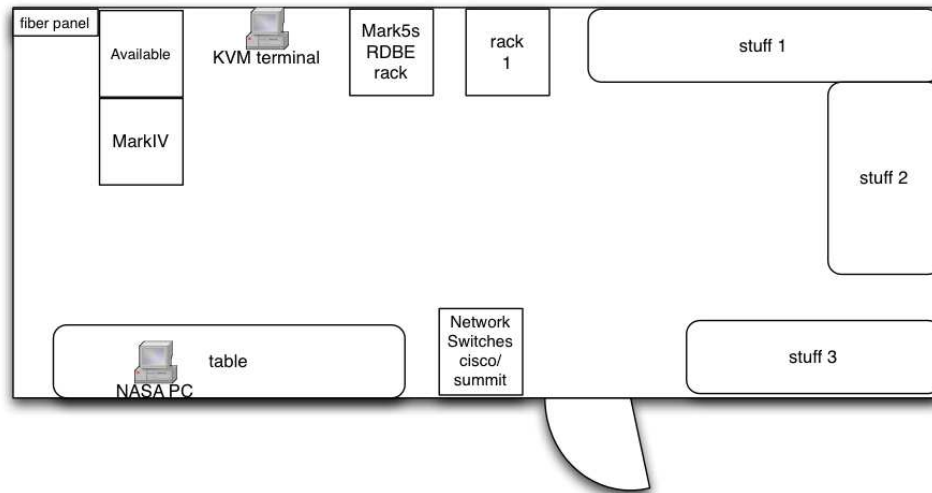 fiber panel
Available
KVM terminal
Mark5s
RDBE
rack
rack
1
stuff 1
MarkIV
stuff 2
table
NASA PC
Network
Switches
cisco/
summit
stuff 3